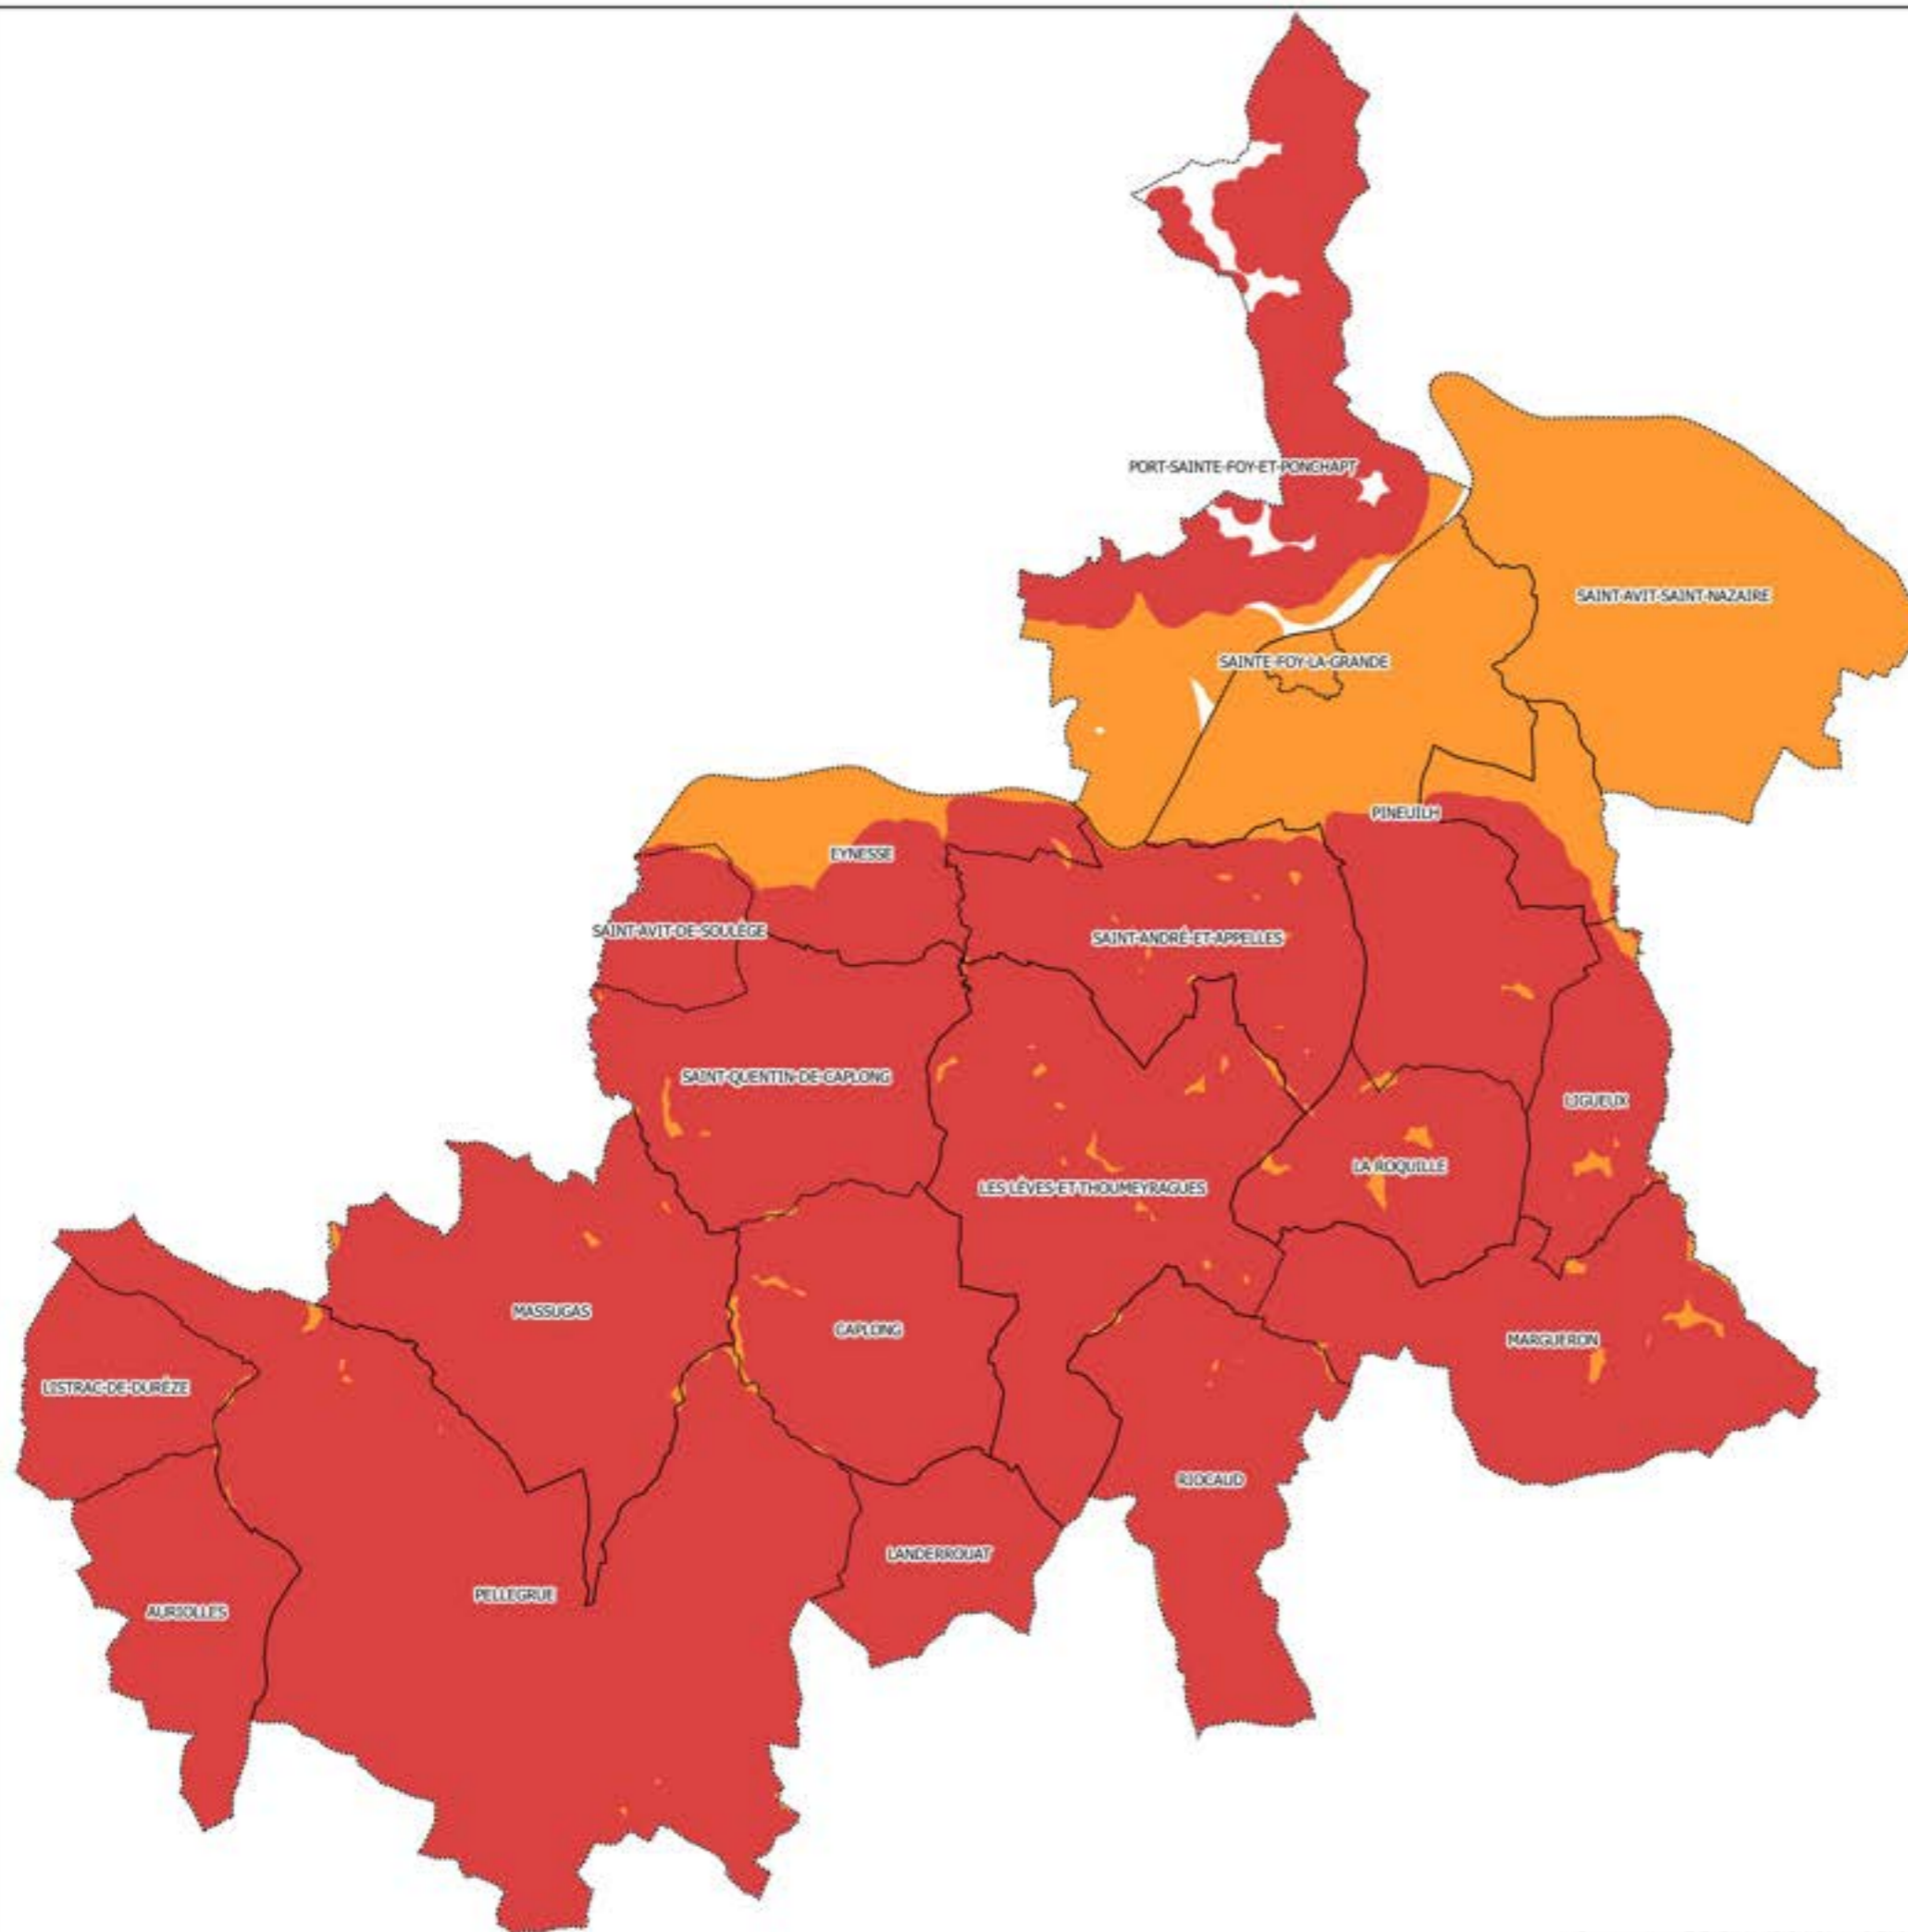 PORT-SAINTE-FOY-ET-PONCHAPT
SAINT-AVIT-SAINT-NAZAIRE
SAINTE-FOY-LA-GRANDE
PINEUILH
EYNESSE
SAINT-AVIT-DE-SOULÈGE
SAINT-ANDRÉ-ET-APPELLES
SAINT-QUENTIN-DE-CAPLONG
LIGUEUX
LA ROQUILLE
LES LÈVES-ET-THOUMEYRAGUES
MASSUGAS
CAPLONG
MARGUERON
LISTRAC-DE-DURÈZE
RIOCAUD
LANDERROUAT
PELLEGRUE
AURIOLLES